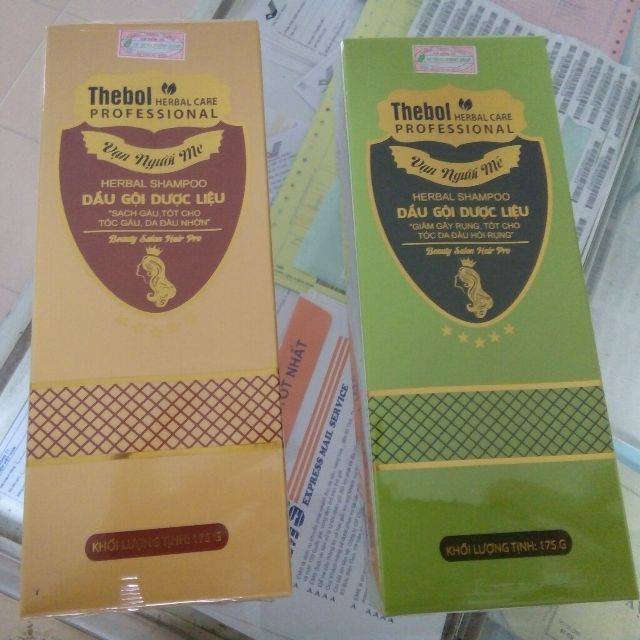 Thebol HERBAL CARE
PROFESSIONAL
Vạn Người Mê
HERBAL SHAMPOO
DẦU GỘI DƯỢC LIỆU
"SẠCH GÀU, TỐT CHO
TÓC GÀU, DA ĐẦU NHỜN"
Beauty Salon Hair Pro
KHỐI LƯỢNG TỊNH: 175 G
Thebol HERBAL CARE
PROFESSIONAL
Vạn Người Mê
HERBAL SHAMPOO
DẦU GỘI DƯỢC LIỆU
"GIẢM GÃY RỤNG, TỐT CHO
TÓC DA ĐẦU HÓI RỤNG"
Beauty Salon Hair Pro
KHỐI LƯỢNG TỊNH: 175 G
ỐT NHẤT
EXPRESS MAIL SERVICE